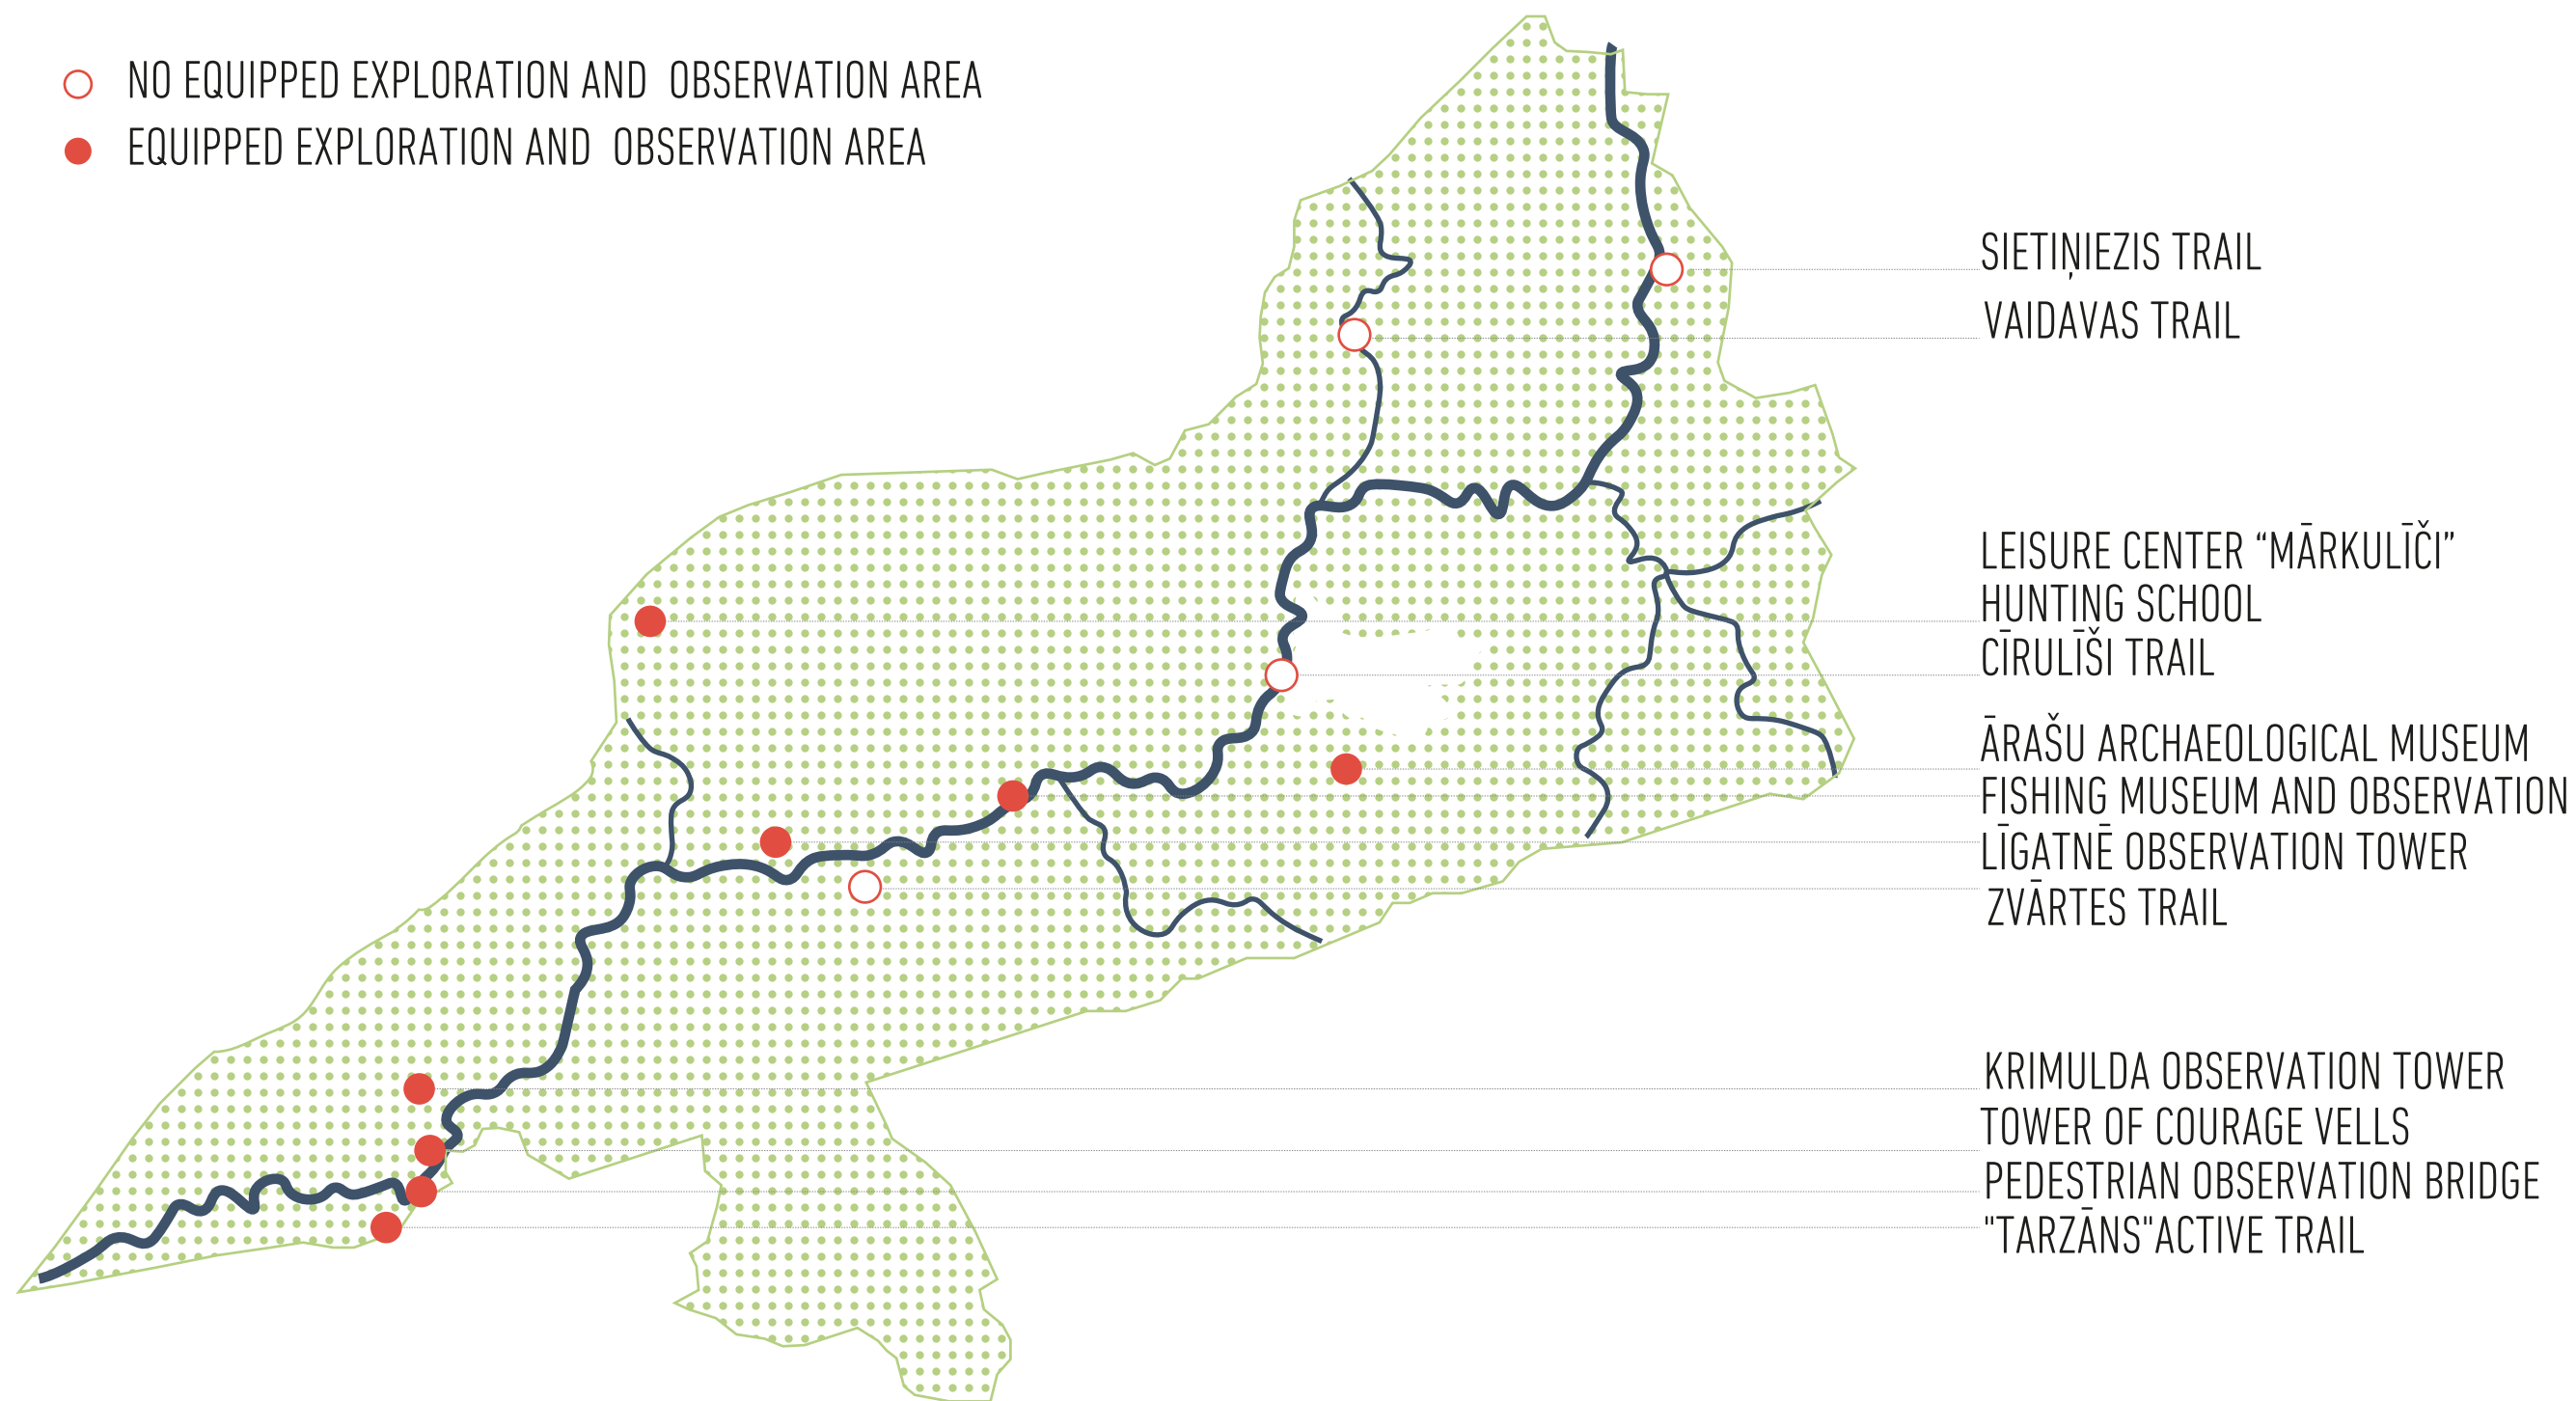 NO EQUIPPED EXPLORATION AND OBSERVATION AREA
EQUIPPED EXPLORATION AND OBSERVATION AREA
SIETIŅIEZIS TRAIL
VAIDAVAS TRAIL
LEISURE CENTER “MĀRKULĪČI”
HUNTING SCHOOL
CĪRULĪŠI TRAIL
ĀRAŠU ARCHAEOLOGICAL MUSEUM
FISHING MUSEUM AND OBSERVATION
LĪGATNĒ OBSERVATION TOWER
ZVĀRTES TRAIL
KRIMULDA OBSERVATION TOWER
TOWER OF COURAGE VELLS
PEDESTRIAN OBSERVATION BRIDGE
"TARZĀNS"ACTIVE TRAIL